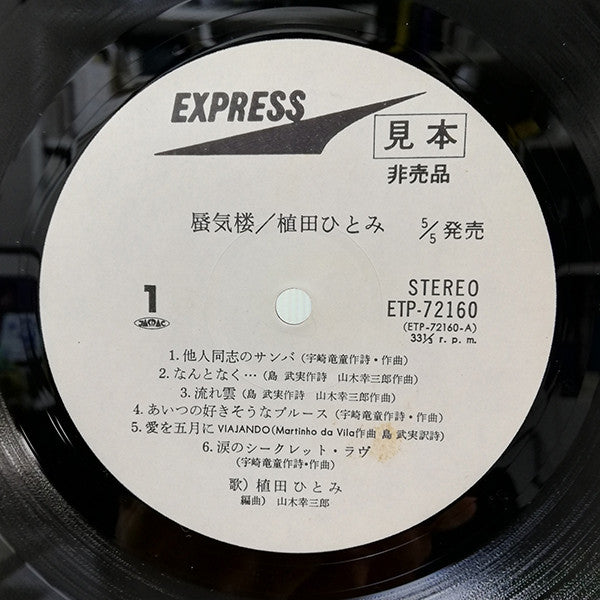 EXPRESS
見本
非売品
蜃気楼/植田ひとみ 5/5発売
1
STEREO
ETP-72160
(ETP-72160-A)
33⅓ r. p. m.
JASRAC
1. 他人同志のサンバ (宇崎竜童作詩・作曲)
2. なんとなく… (島 武実作詩 山木幸三郎作曲)
3. 流れ雲 (島 武実作詩 山木幸三郎作曲)
4. あいつの好きそうなブルース (宇崎竜童作詩・作曲)
5. 愛を五月に VIAJANDO(Martinho da Vila作曲 島 武実訳詩)
6. 涙のシークレット・ラヴ
(宇崎竜童作詩・作曲)
歌) 植田ひとみ
編曲) 山木幸三郎